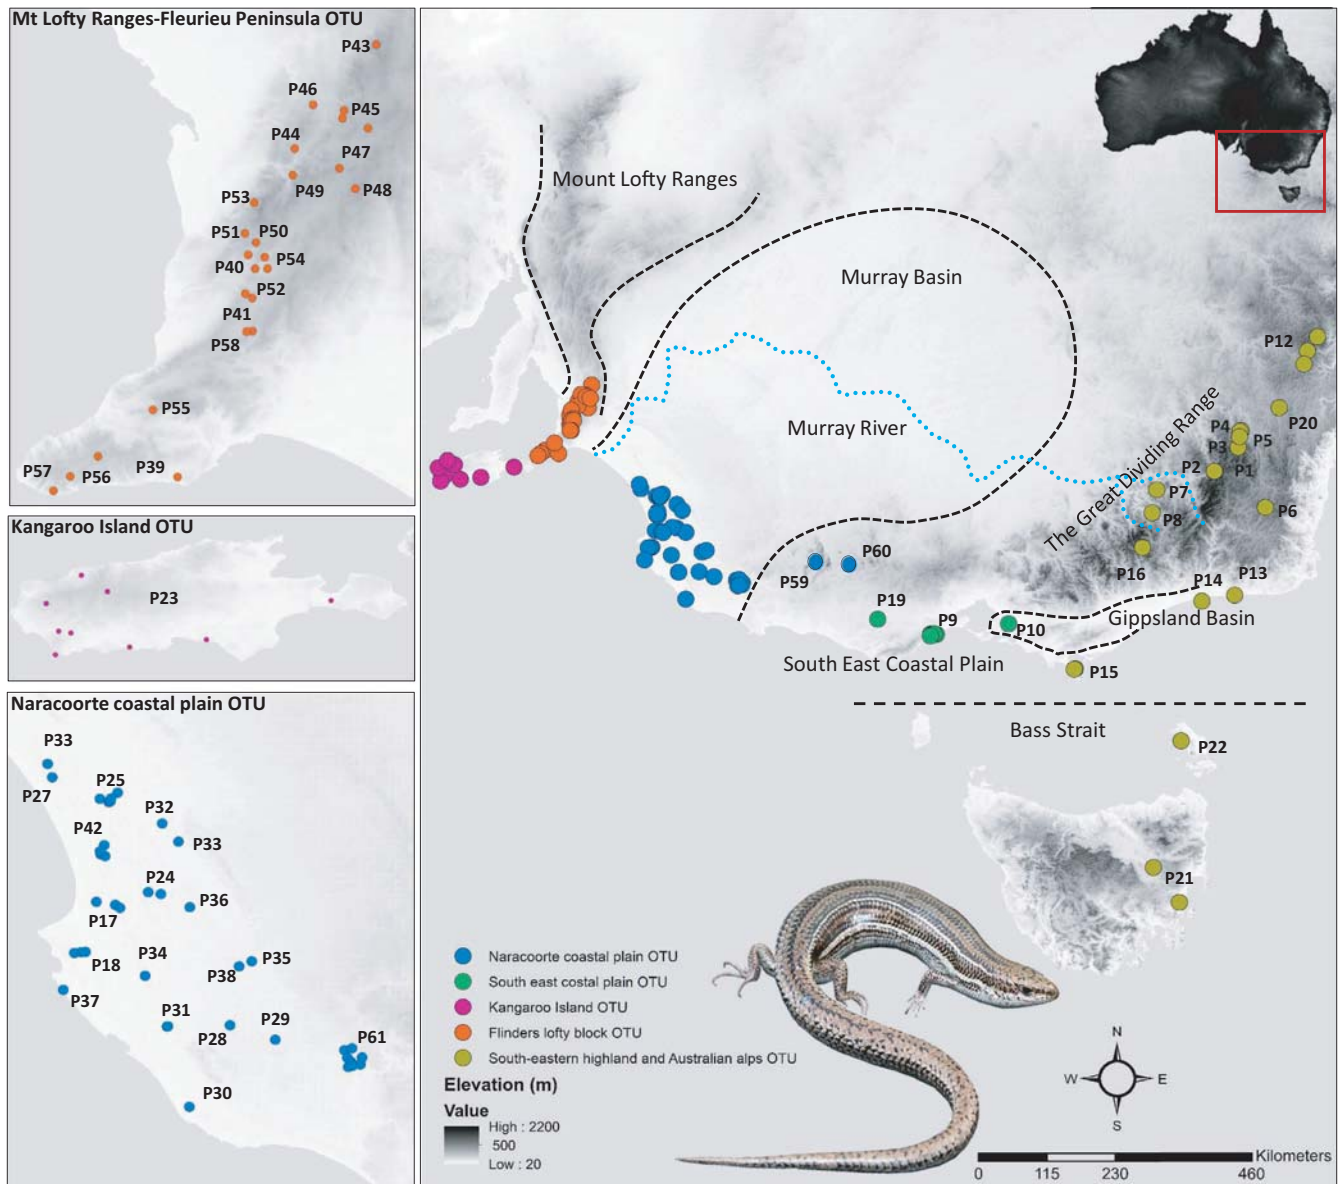 Mt Lofty Ranges-Fleurieu Peninsula OTU
P43
P46
P45
P44
P47
P49
P48
P53
P51
P50
P54
P40
P52
P41
P58
P55
P57
P56
P39
Kangaroo Island OTU
P23
Naracoorte coastal plain OTU
P33
P27
P25
P32
P42
P33
P24
P36
P17
P18
P34
P35
P38
P37
P31
P28
P29
P61
P30
Mount Lofty Ranges
Murray Basin
Murray River
The Great Dividing Range
P12
P20
P4
P5
P3
P1
P2
P7
P6
P8
P16
P60
P59
P19
P9
P10
P14
P13
Gippsland Basin
South East Coastal Plain
P15
Bass Strait
P22
P21
Naracoorte coastal plain OTU
South east costal plain OTU
Kangaroo Island OTU
Flinders lofty block OTU
South-eastern highland and Australian alps OTU
Elevation (m)
Value
High : 2200
500
Low : 20
N
W
E
S
Kilometers
0 115 230 460